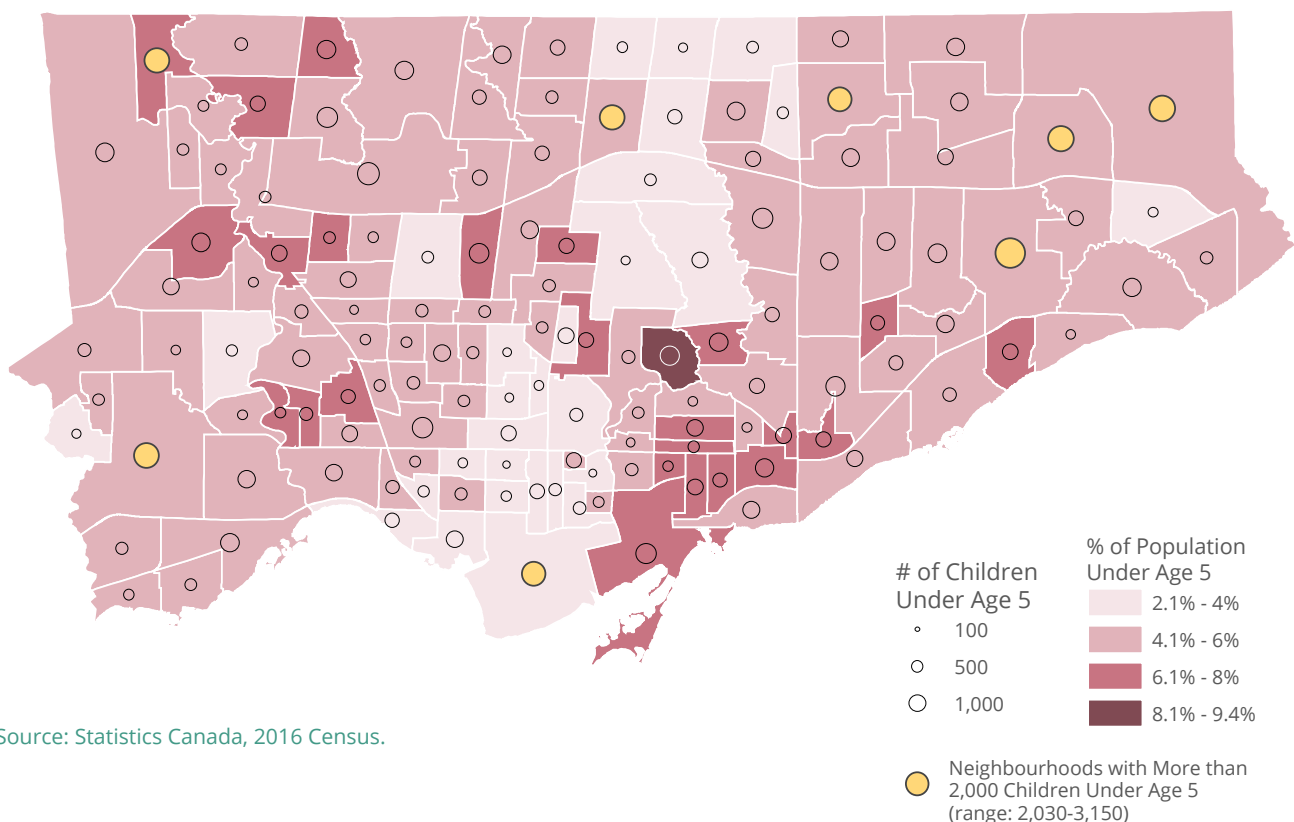 # of Children
Under Age 5
100
500
1,000
% of Population
Under Age 5
2.1% - 4%
4.1% - 6%
6.1% - 8%
8.1% - 9.4%
Source: Statistics Canada, 2016 Census.
Neighbourhoods with More than
2,000 Children Under Age 5
(range: 2,030-3,150)